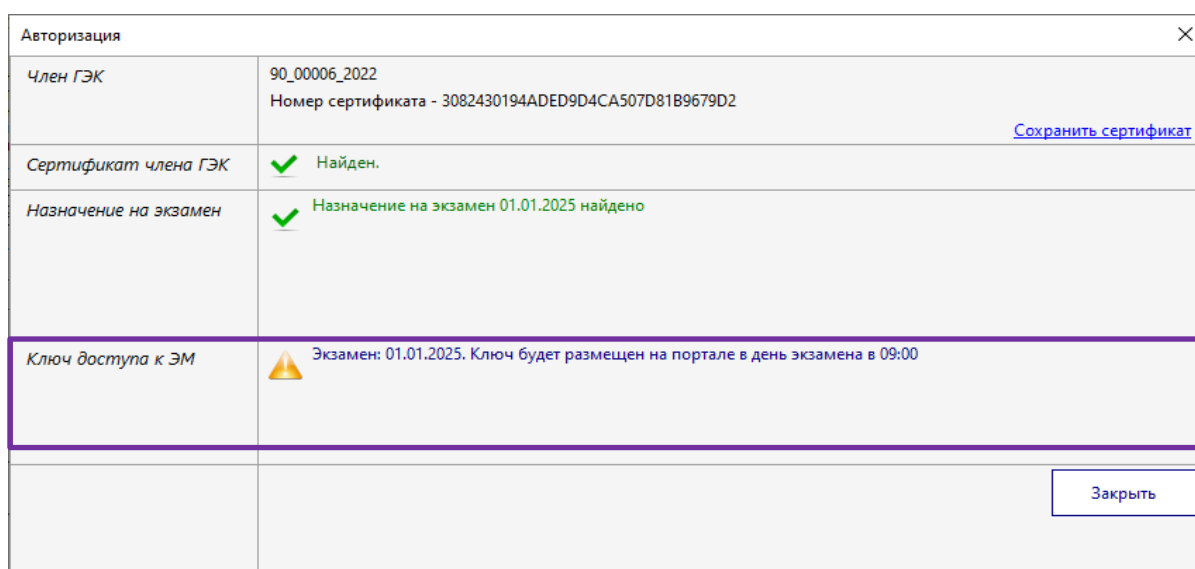 Авторизация
Член ГЭК
90_00006_2022
Номер сертификата - 3082430194ADED9D4CA507D81B9679D2
Сохранить сертификат
Сертификат члена ГЭК
Найден.
Назначение на экзамен
Назначение на экзамен 01.01.2025 найдено
Ключ доступа к ЭМ
Экзамен: 01.01.2025. Ключ будет размещен на портале в день экзамена в 09:00
Закрыть